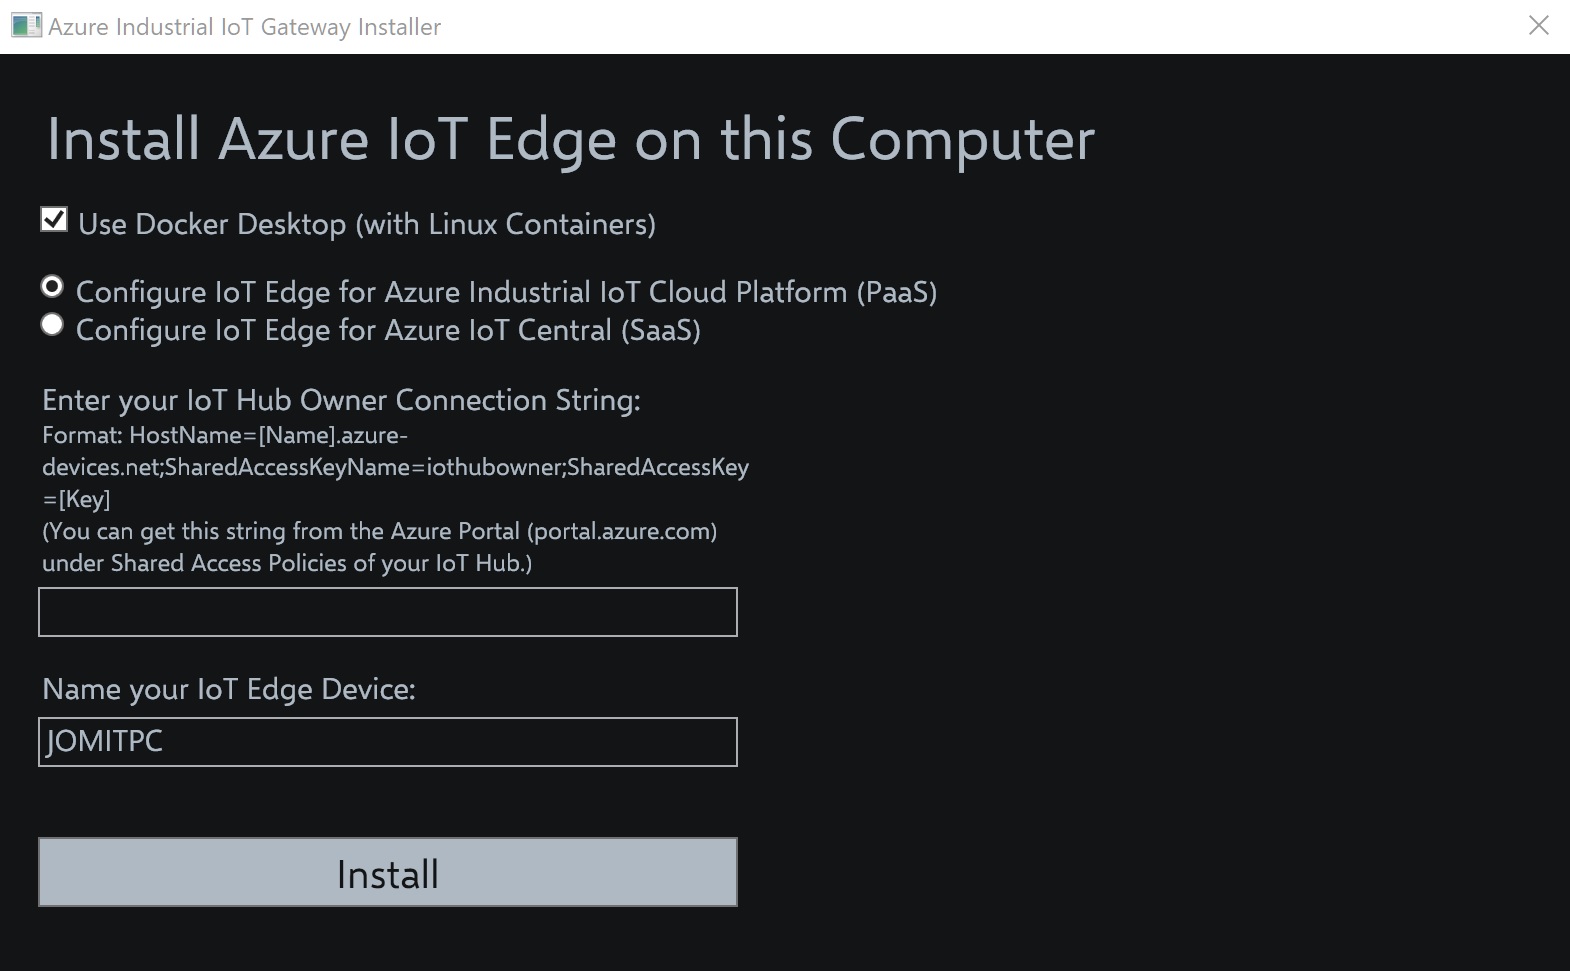 Azure Industrial IoT Gateway Installer
Install Azure IoT Edge on this Computer
Use Docker Desktop (with Linux Containers)
Configure IoT Edge for Azure Industrial IoT Cloud Platform (PaaS)
Configure IoT Edge for Azure IoT Central (SaaS)
Enter your IoT Hub Owner Connection String:
Format: HostName=[Name].azure-
devices.net;SharedAccessKeyName=iothubowner;SharedAccessKey
=[Key]
(You can get this string from the Azure Portal (portal.azure.com)
under Shared Access Policies of your IoT Hub.)
Name your IoT Edge Device:
JOMITPC
Install